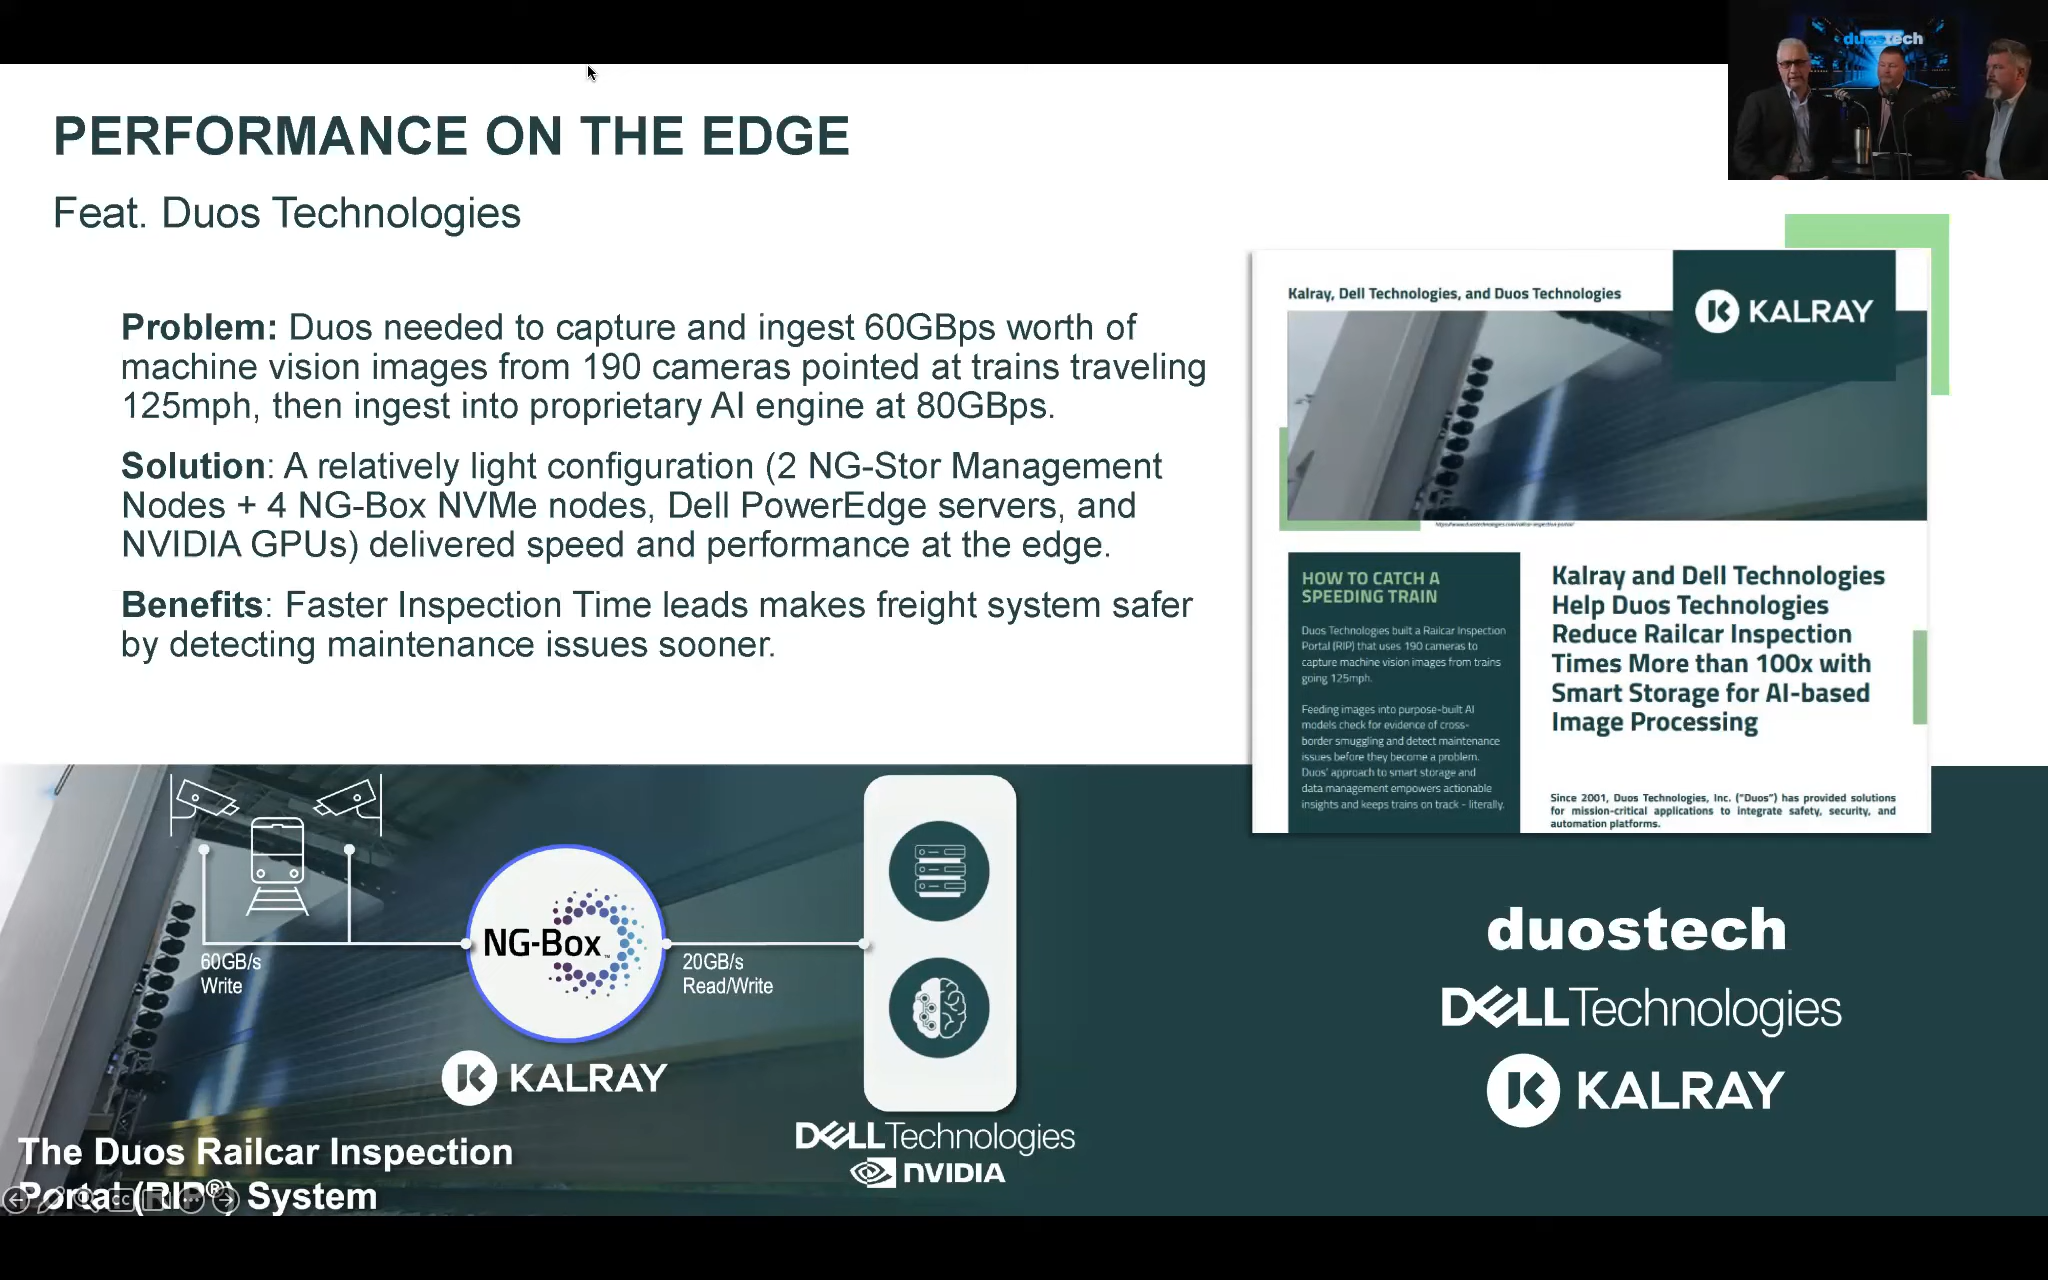 duostech
PERFORMANCE ON THE EDGE
Feat. Duos Technologies
Problem: Duos needed to capture and ingest 60GBps worth of
machine vision images from 190 cameras pointed at trains traveling
125mph, then ingest into proprietary AI engine at 80GBps.
Solution: A relatively light configuration (2 NG-Stor Management
Nodes + 4 NG-Box NVMe nodes, Dell PowerEdge servers, and
NVIDIA GPUs) delivered speed and performance at the edge.
Benefits: Faster Inspection Time leads makes freight system safer
by detecting maintenance issues sooner.
Kalray, Dell Technologies, and Duos Technologies
KALRAY
HOW TO CATCH A
SPEEDING TRAIN
Duos Technologies built a Railcar Inspection
Portal (RIP) that uses 190 cameras to
capture machine vision images from trains
going 125mph.
Feeding images into purpose-built AI
models check for evidence of cross-
border smuggling and detect maintenance
issues before they become a problem.
Duos' approach to smart storage and
data management empowers actionable
insights and keeps trains on track - literally.
Kalray and Dell Technologies
Help Duos Technologies
Reduce Railcar Inspection
Times More than 100x with
Smart Storage for AI-based
Image Processing
Since 2001, Duos Technologies, Inc. ("Duos") has provided solutions
for mission-critical applications to integrate safety, security, and
automation platforms.
60GB/s
Write
NG-Box™
20GB/s
Read/Write
KALRAY
DELLTechnologies
NVIDIA
The Duos Railcar Inspection
Portal (RIP®) System
duostech
DELLTechnologies
KALRAY